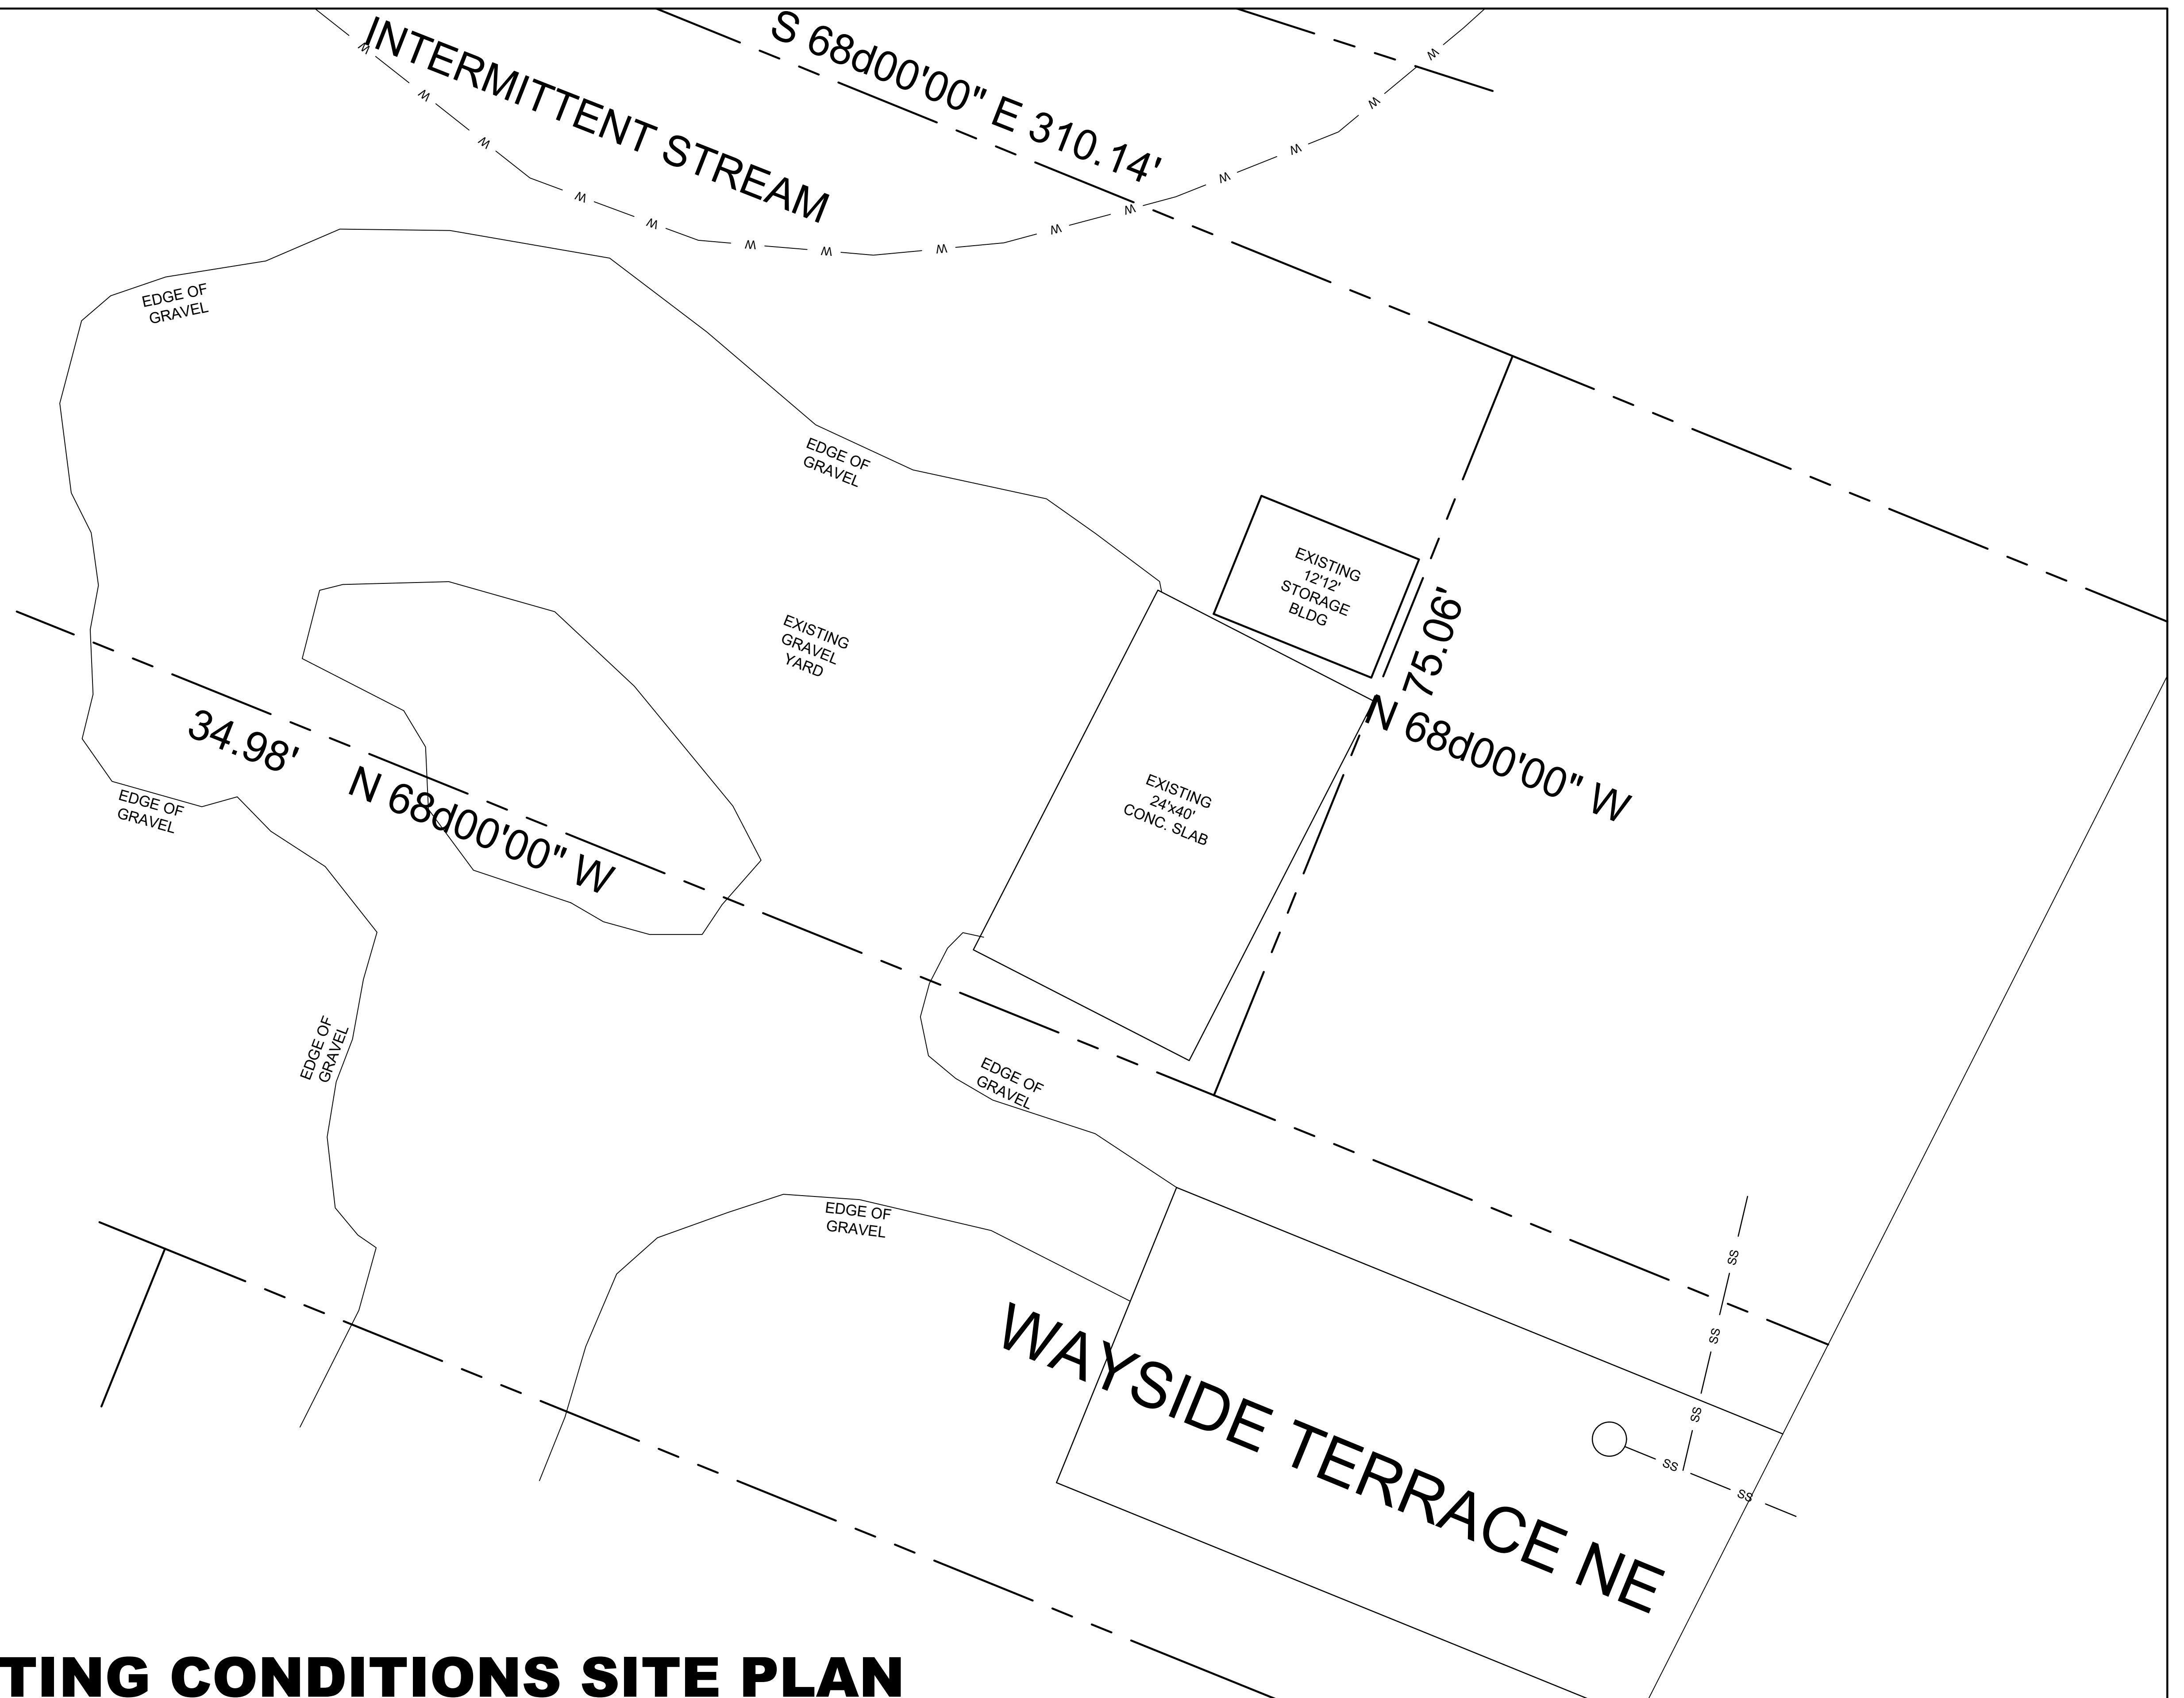 INTERMITTENT STREAM
S 68d00'00" E 310.14'
W
W
W
W
W
W
W
W
W
W
W
W
W
W
EDGE OF
GRAVEL
EDGE OF
GRAVEL
EXISTING
12'12'
STORAGE
BLDG
75.06'
EXISTING
GRAVEL
YARD
N 68d00'00" W
34.98'
N 68d00'00" W
EDGE OF
GRAVEL
EXISTING
24'x40'
CONC. SLAB
EDGE OF
GRAVEL
EDGE OF
GRAVEL
EDGE OF
GRAVEL
SS
SS
SS
SS
SS
WAYSIDE TERRACE NE
TING CONDITIONS SITE PLAN